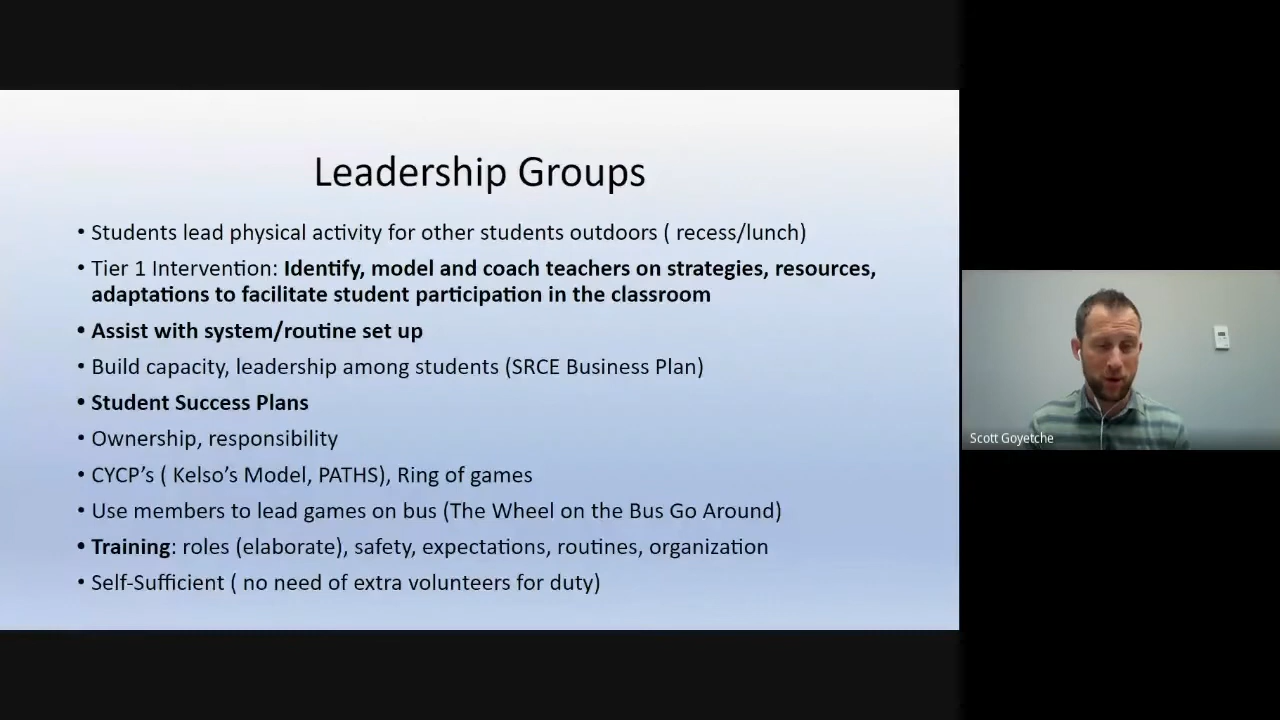 Leadership Groups
• Students lead physical activity for other students outdoors ( recess/lunch)
• Tier 1 Intervention: Identify, model and coach teachers on strategies, resources,
adaptations to facilitate student participation in the classroom
• Assist with system/routine set up
• Build capacity, leadership among students (SRCE Business Plan)
• Student Success Plans
• Ownership, responsibility
• CYCP’s ( Kelso’s Model, PATHS), Ring of games
• Use members to lead games on bus (The Wheel on the Bus Go Around)
• Training: roles (elaborate), safety, expectations, routines, organization
• Self-Sufficient ( no need of extra volunteers for duty)
Scott Goyetche